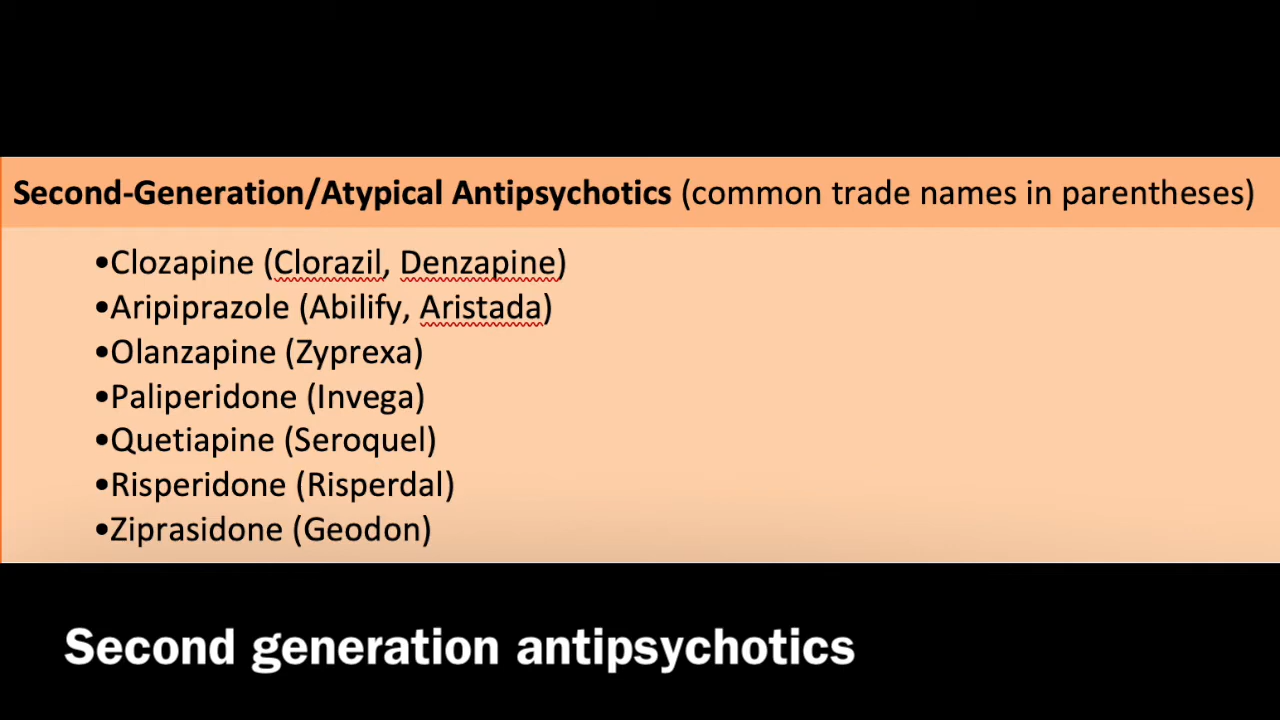 Second-Generation/Atypical Antipsychotics (common trade names in parentheses)
•Clozapine (Clorazil, Denzapine)
•Aripiprazole (Abilify, Aristada)
•Olanzapine (Zyprexa)
•Paliperidone (Invega)
•Quetiapine (Seroquel)
•Risperidone (Risperdal)
•Ziprasidone (Geodon)
Second generation antipsychotics